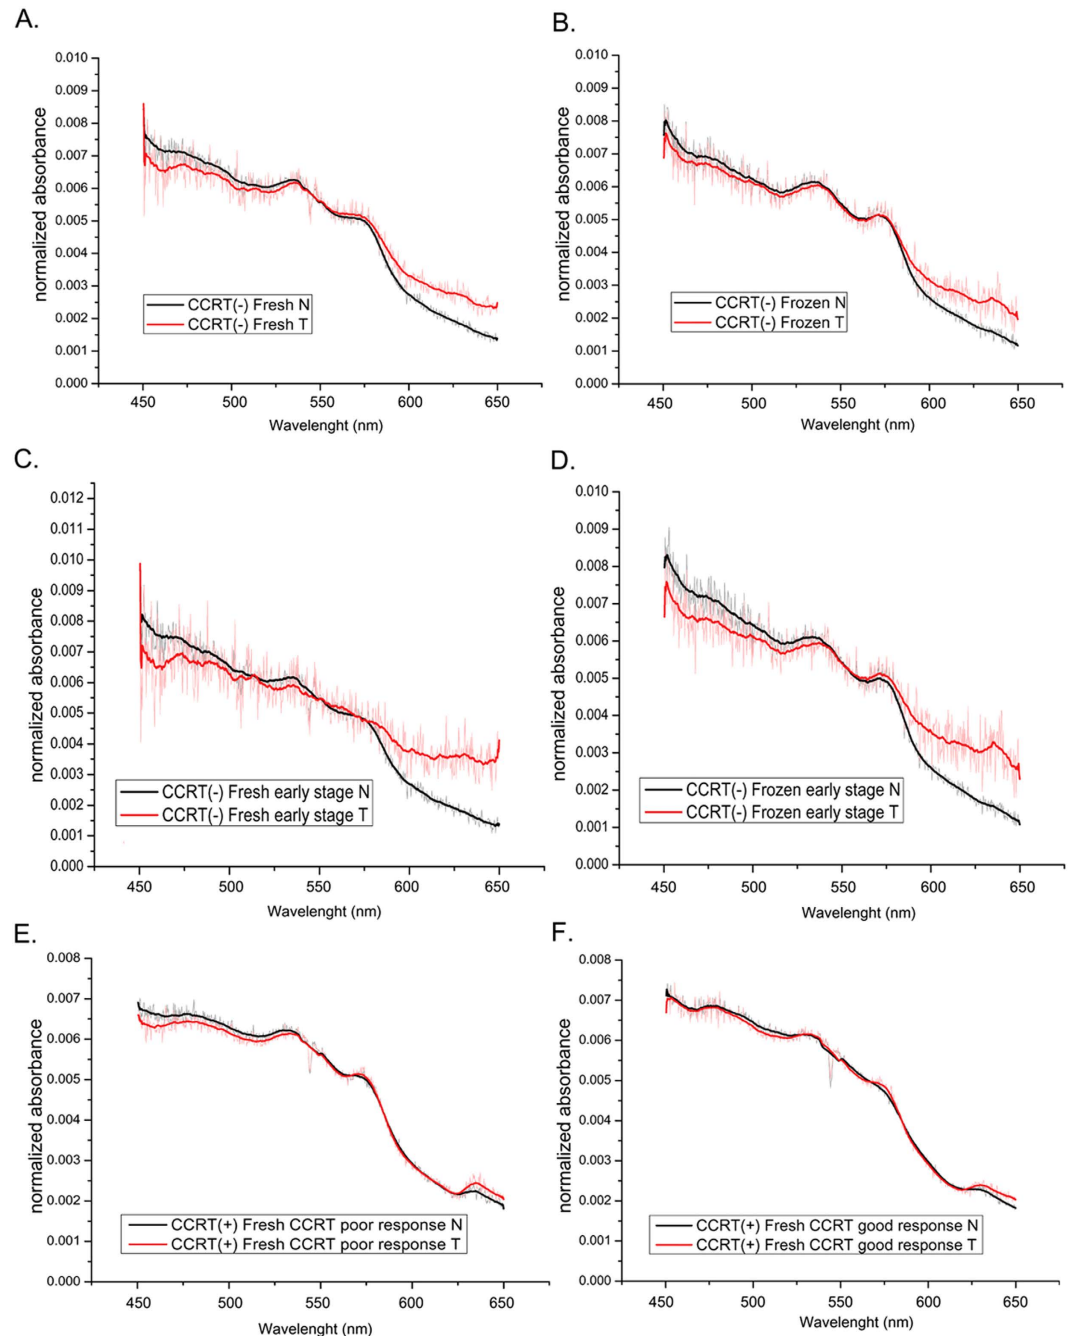 A.
normalized absorbance
0.010
0.009
0.008
0.007
0.006
0.005
0.004
0.003
0.002
0.001
0.000
CCRT(-) Fresh N
CCRT(-) Fresh T
450 500 550 600 650
Wavelenght (nm)
B.
normalized absorbance
0.010
0.009
0.008
0.007
0.006
0.005
0.004
0.003
0.002
0.001
0.000
CCRT(-) Frozen N
CCRT(-) Frozen T
450 500 550 600 650
Wavelenght (nm)
C.
normalized absorbance
0.012
0.011
0.010
0.009
0.008
0.007
0.006
0.005
0.004
0.003
0.002
0.001
0.000
CCRT(-) Fresh early stage N
CCRT(-) Fresh early stage T
450 500 550 600 650
Wavelenght (nm)
D.
normalized absorbance
0.010
0.009
0.008
0.007
0.006
0.005
0.004
0.003
0.002
0.001
0.000
CCRT(-) Frozen early stage N
CCRT(-) Frozen early stage T
450 500 550 600 650
Wavelenght (nm)
E.
normalized absorbance
0.008
0.007
0.006
0.005
0.004
0.003
0.002
0.001
0.000
CCRT(+) Fresh CCRT poor response N
CCRT(+) Fresh CCRT poor response T
450 500 550 600 650
Wavelenght (nm)
F.
normalized absorbance
0.008
0.007
0.006
0.005
0.004
0.003
0.002
0.001
0.000
CCRT(+) Fresh CCRT good response N
CCRT(+) Fresh CCRT good response T
450 500 550 600 650
Wavelenght (nm)